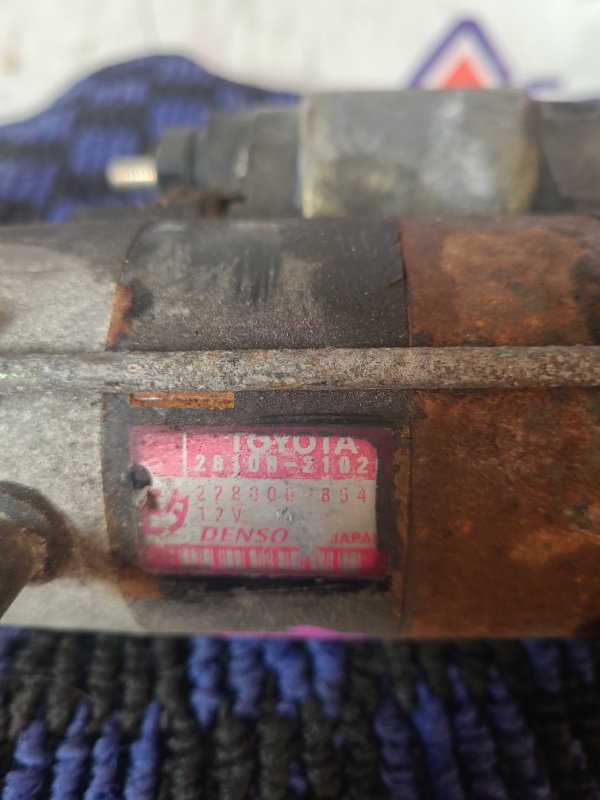 TOYOTA
28100-2102
228000-854
12V
DENSO JAPAN